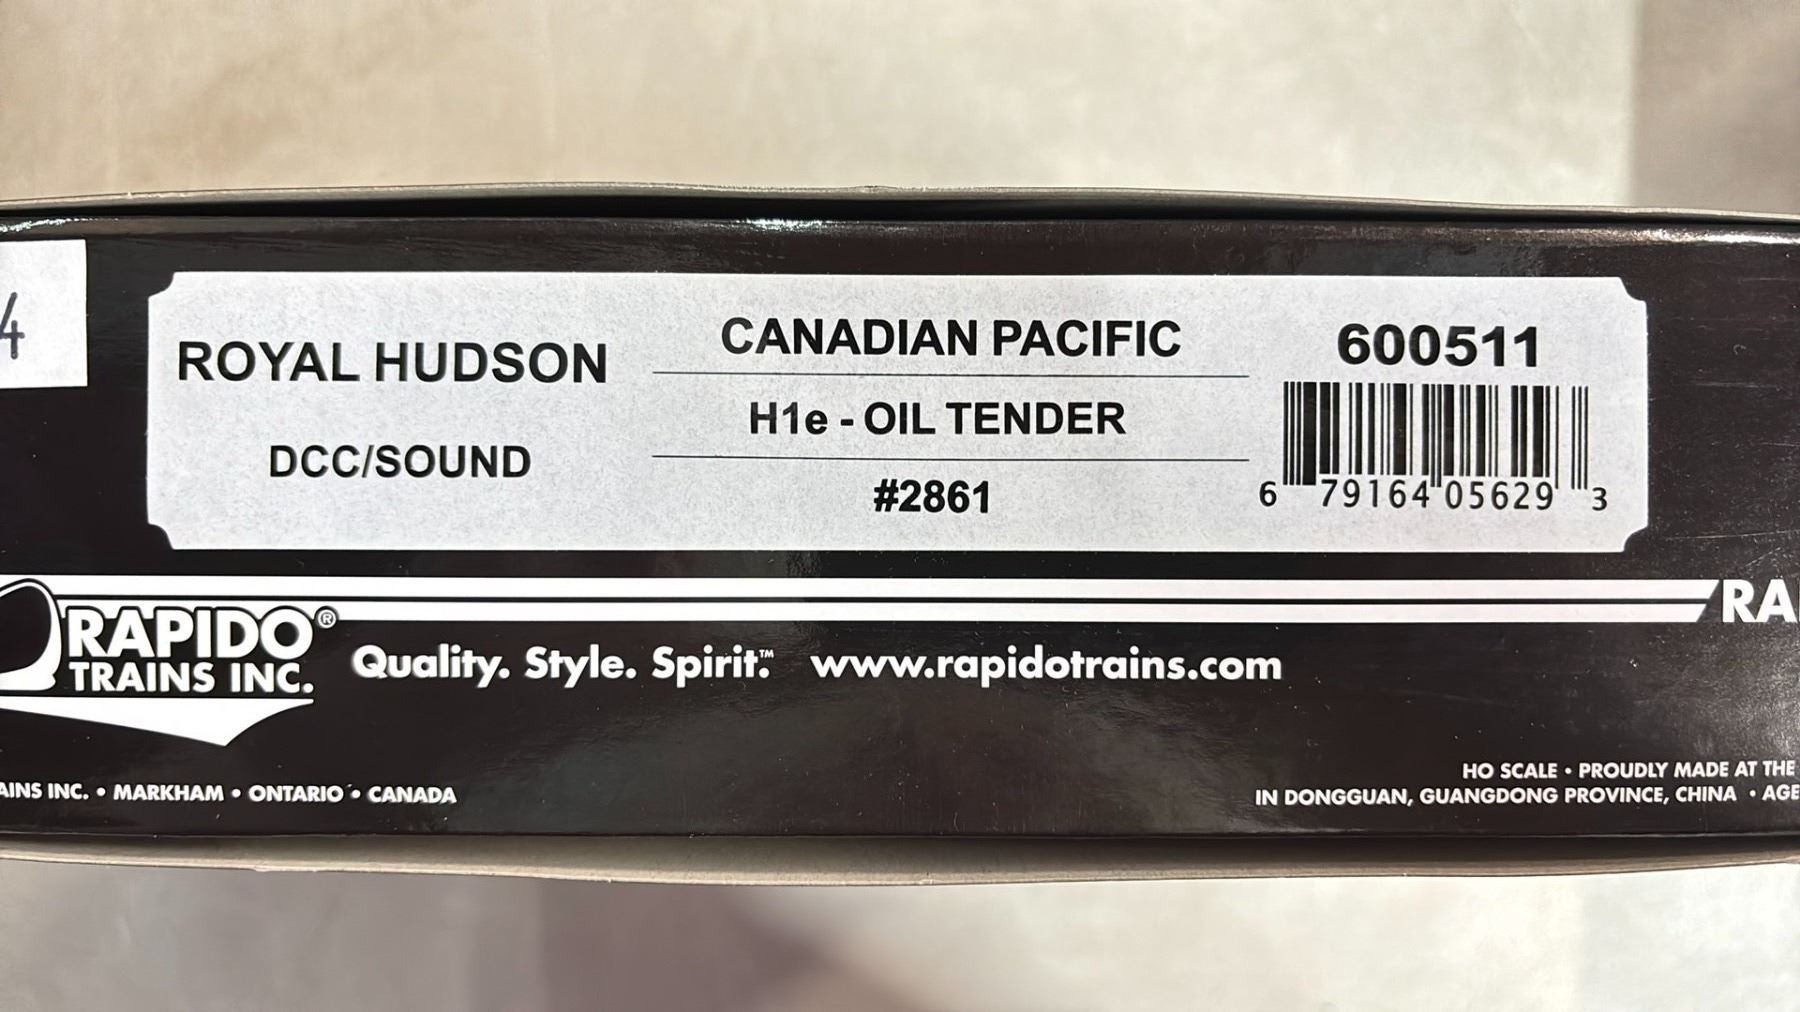 4
ROYAL HUDSON
DCC/SOUND
CANADIAN PACIFIC
H1e - OIL TENDER
#2861
600511
6 79164 05629 3
RAPIDO®
TRAINS INC.
Quality. Style. Spirit.™ www.rapidotrains.com
RA
AINS INC. • MARKHAM • ONTARIO • CANADA
HO SCALE • PROUDLY MADE AT THE
IN DONGGUAN, GUANGDONG PROVINCE, CHINA • AGE